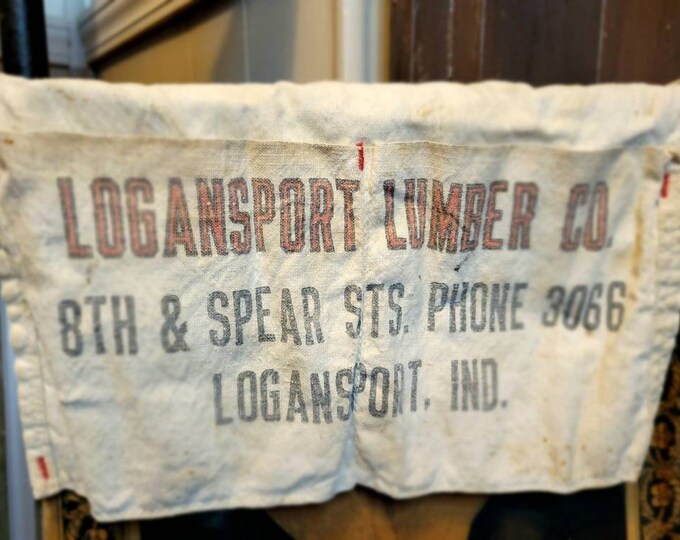 LOGANSPORT LUMBER CO.
8TH & SPEAR STS. PHONE 3066
LOGANSPORT, IND.